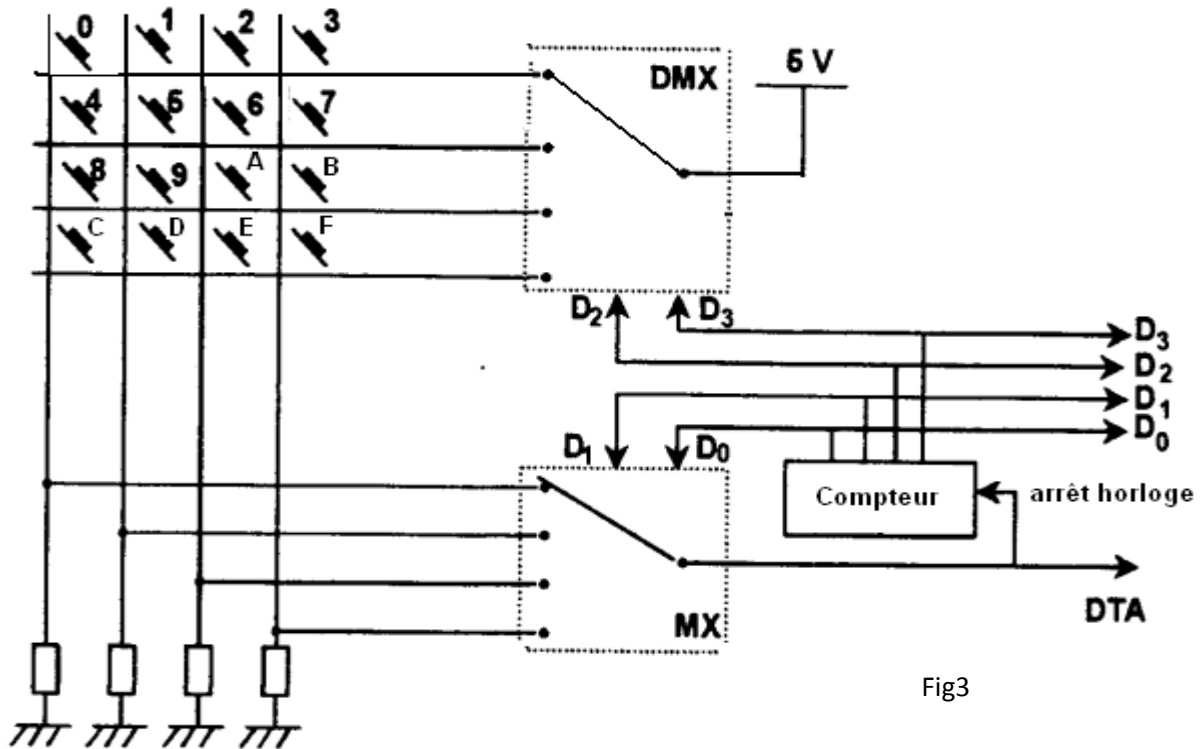 0 1 2 3
DMX
5 V
4 5 6 7
8 9 A B
C D E F
D2 D3
D3
D2
D1
D0
D1 D0
Compteur
arrêt horloge
DTA
MX
Fig3